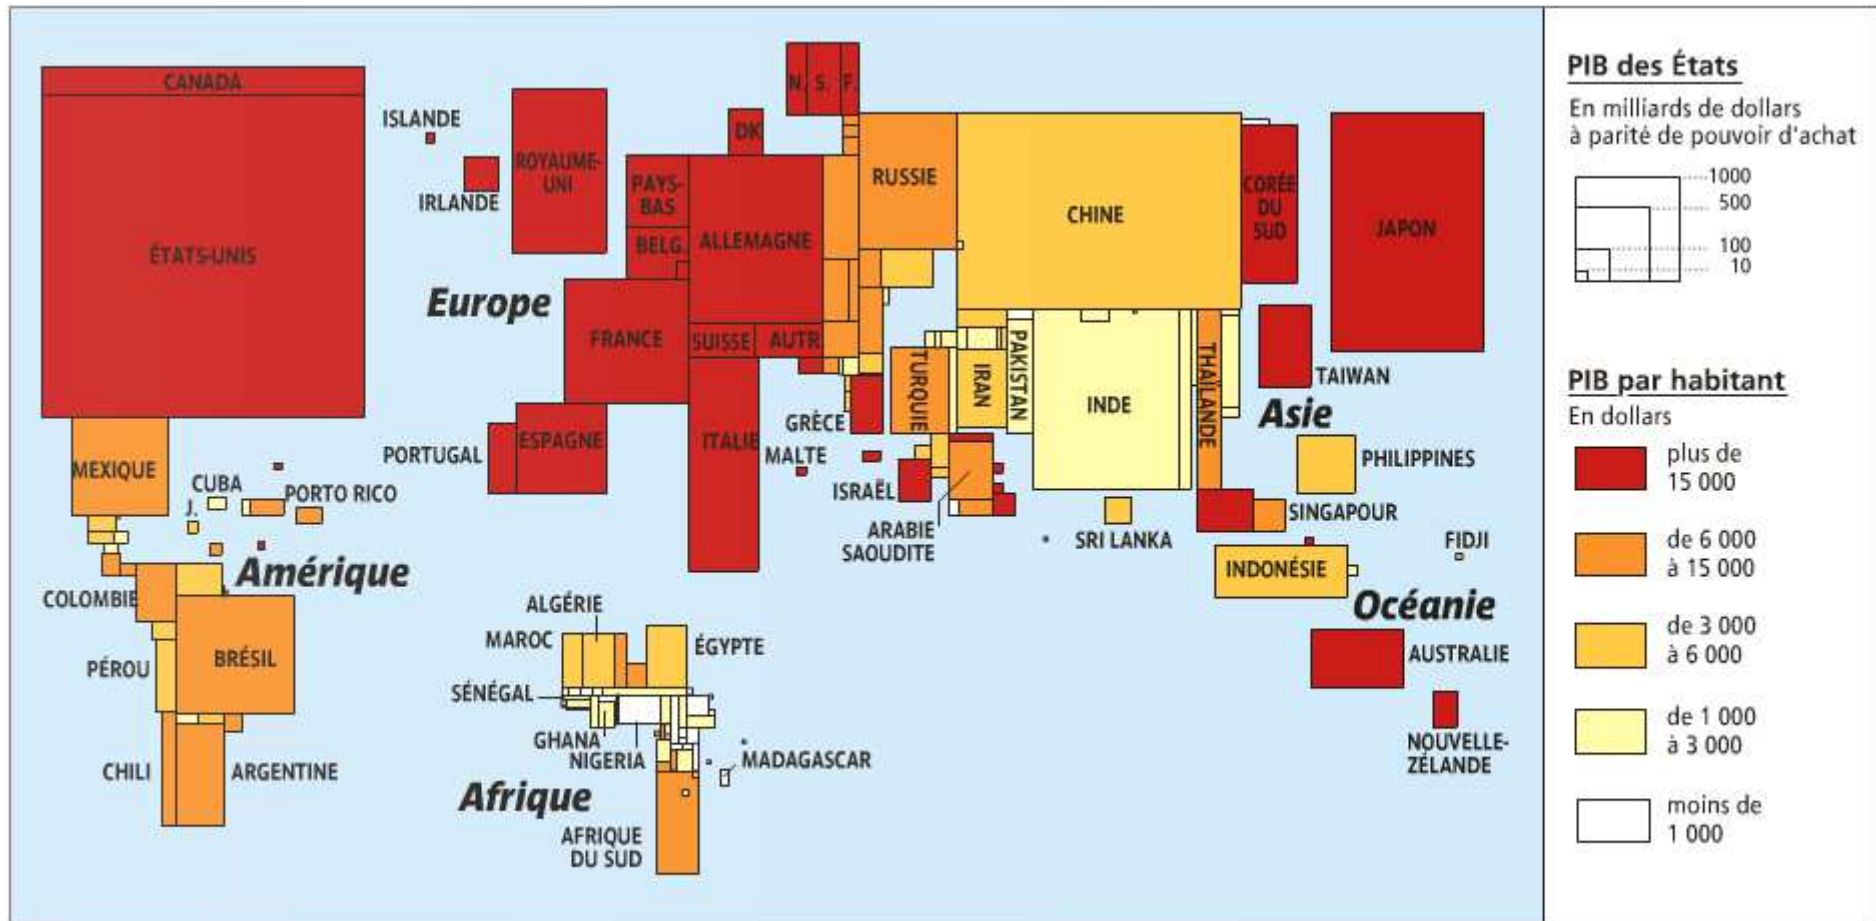 CANADA
ÉTATS-UNIS
MEXIQUE
CUBA
J.
PORTO RICO
Amérique
COLOMBIE
PÉROU
BRÉSIL
CHILI
ARGENTINE
ISLANDE
IRLANDE
ROYAUME-
UNI
Europe
N.
S.
F.
DK
PAYS-
BAS
BELG.
ALLEMAGNE
FRANCE
SUISSE
AUTR
PORTUGAL
ESPAGNE
ITALIE
GRÈCE
MALTE
RUSSIE
CHINE
CORÉE
DU
SUD
JAPON
TURQUIE
IRAN
PAKISTAN
INDE
THAÏLANDE
TAIWAN
Asie
PHILIPPINES
ISRAËL
ARABIE
SAOUDITE
SRI LANKA
SINGAPOUR
INDONÉSIE
FIDJI
Océanie
AUSTRALIE
NOUVELLE-
ZÉLANDE
ALGÉRIE
MAROC
ÉGYPTE
SÉNÉGAL
GHANA
NIGERIA
MADAGASCAR
Afrique
AFRIQUE
DU SUD
PIB des États
En milliards de dollars
à parité de pouvoir d'achat
1000
500
100
10
PIB par habitant
En dollars
plus de
15 000
de 6 000
à 15 000
de 3 000
à 6 000
de 1 000
à 3 000
moins de
1 000